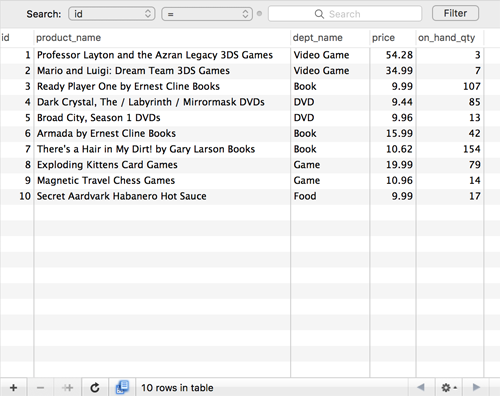 Search: id = Search Filter
id product_name dept_name price on_hand_qty
1 Professor Layton and the Azran Legacy 3DS Games Video Game 54.28 3
2 Mario and Luigi: Dream Team 3DS Games Video Game 34.99 7
3 Ready Player One by Ernest Cline Books Book 9.99 107
4 Dark Crystal, The / Labyrinth / Mirrormask DVDs DVD 9.44 85
5 Broad City, Season 1 DVDs DVD 9.96 13
6 Armada by Ernest Cline Books Book 15.99 42
7 There's a Hair in My Dirt! by Gary Larson Books Book 10.62 154
8 Exploding Kittens Card Games Game 19.99 79
9 Magnetic Travel Chess Games Game 10.96 14
10 Secret Aardvark Habanero Hot Sauce Food 9.99 17
10 rows in table